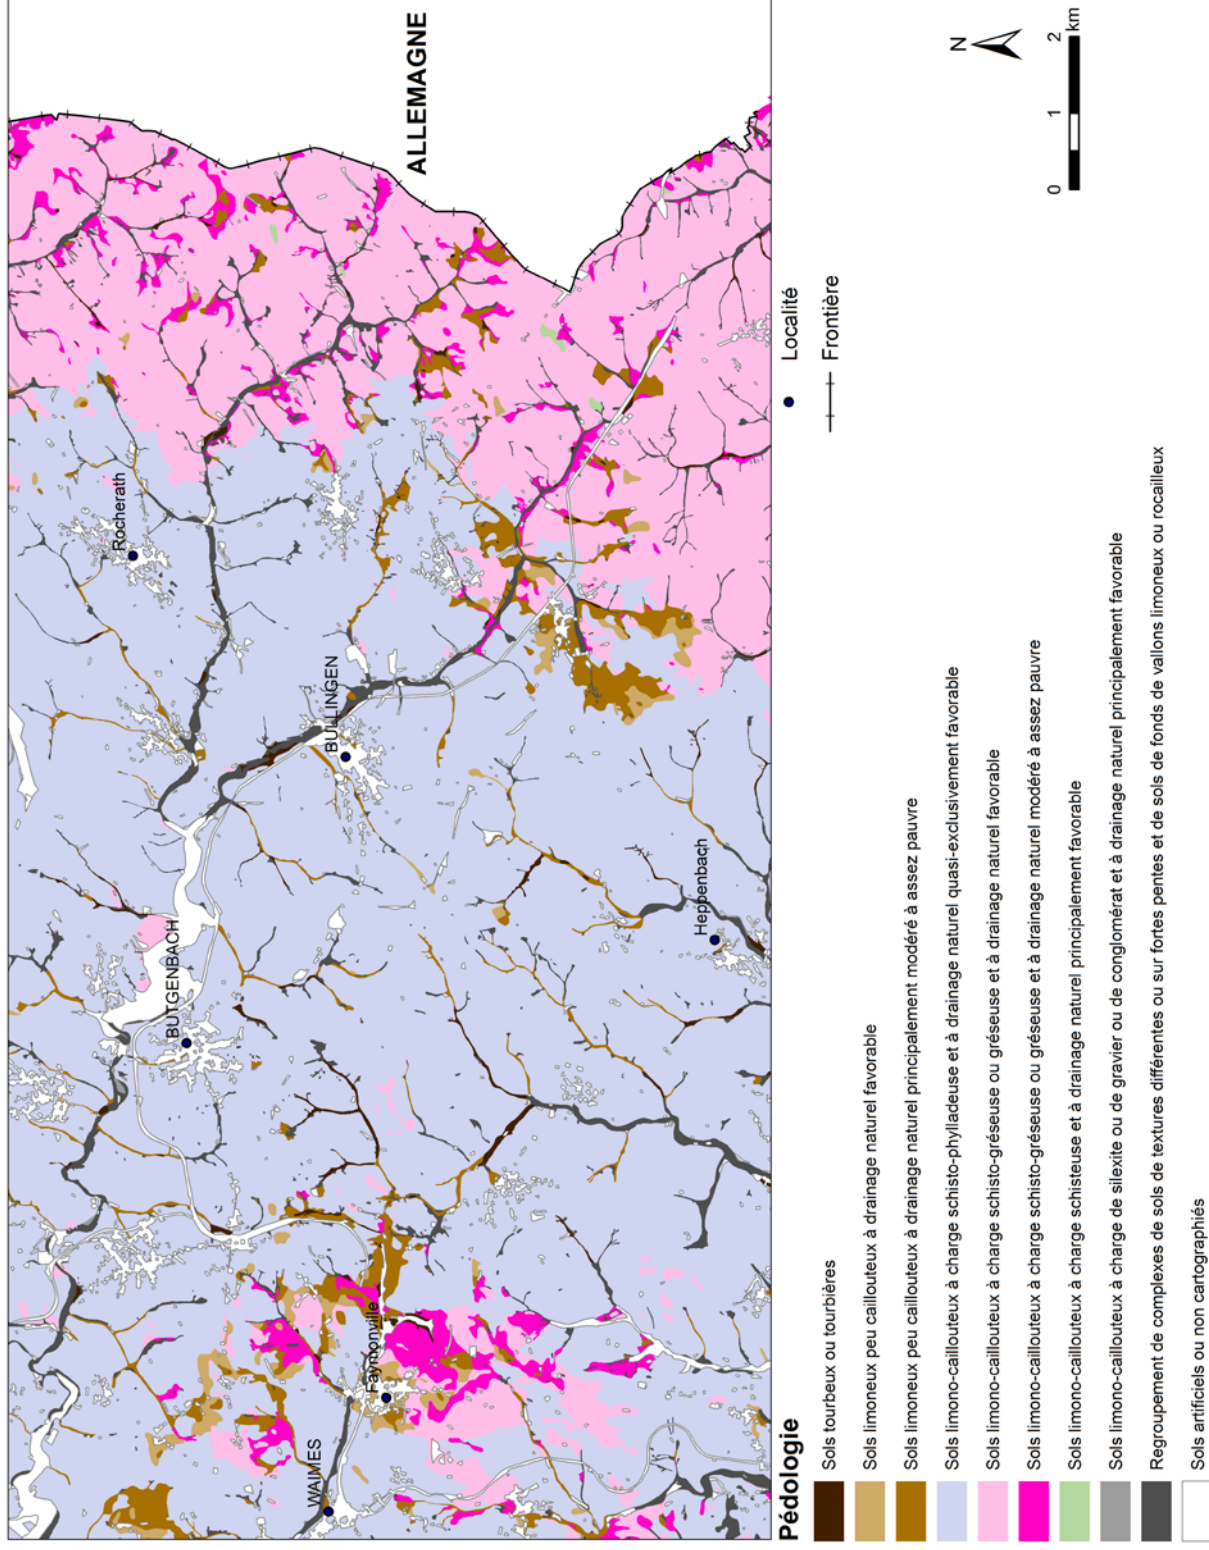 ALLEMAGNE
Rocherath
BULLINGEN
BUTGENBACH
Heppenbach
Faymonville
WAIMES
Pédologie
Sols tourbeux ou tourbières
Sols limoneux peu caillouteux à drainage naturel favorable
Sols limoneux peu caillouteux à drainage naturel principalement modéré à assez pauvre
Sols limono-caillouteux à charge schisto-phylladeuse et à drainage naturel quasi-exclusivement favorable
Sols limono-caillouteux à charge schisto-gréseuse ou gréseuse et à drainage naturel favorable
Sols limono-caillouteux à charge schisto-gréseuse ou gréseuse et à drainage naturel modéré à assez pauvre
Sols limono-caillouteux à charge schisteuse et à drainage naturel principalement favorable
Sols limono-caillouteux à charge de silexite ou de gravier ou de conglomérat et à drainage naturel principalement favorable
Regroupement de complexes de sols de textures différentes ou sur fortes pentes et de sols de fonds de vallons limoneux ou rocailleux
Sols artificiels ou non cartographiés
Localité
Frontière
N
0 1 2
km